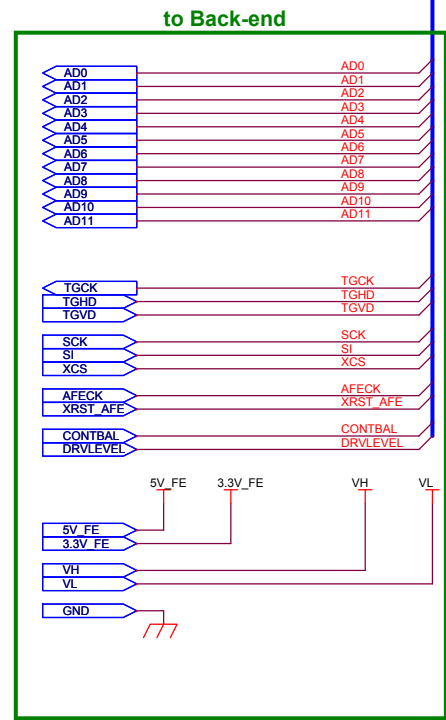 to Back-end
AD0 AD0
AD1 AD1
AD2 AD2
AD3 AD3
AD4 AD4
AD5 AD5
AD6 AD6
AD7 AD7
AD8 AD8
AD9 AD9
AD10 AD10
AD11 AD11
TGCK TGCK
TGHD TGHD
TGVD TGVD
SCK SCK
SI SI
XCS XCS
AFECK AFECK
XRST_AFE XRST_AFE
CONTBAL CONTBAL
DRVLEVEL DRVLEVEL
5V_FE 3.3V_FE VH VL
5V_FE
3.3V_FE
VH
VL
GND